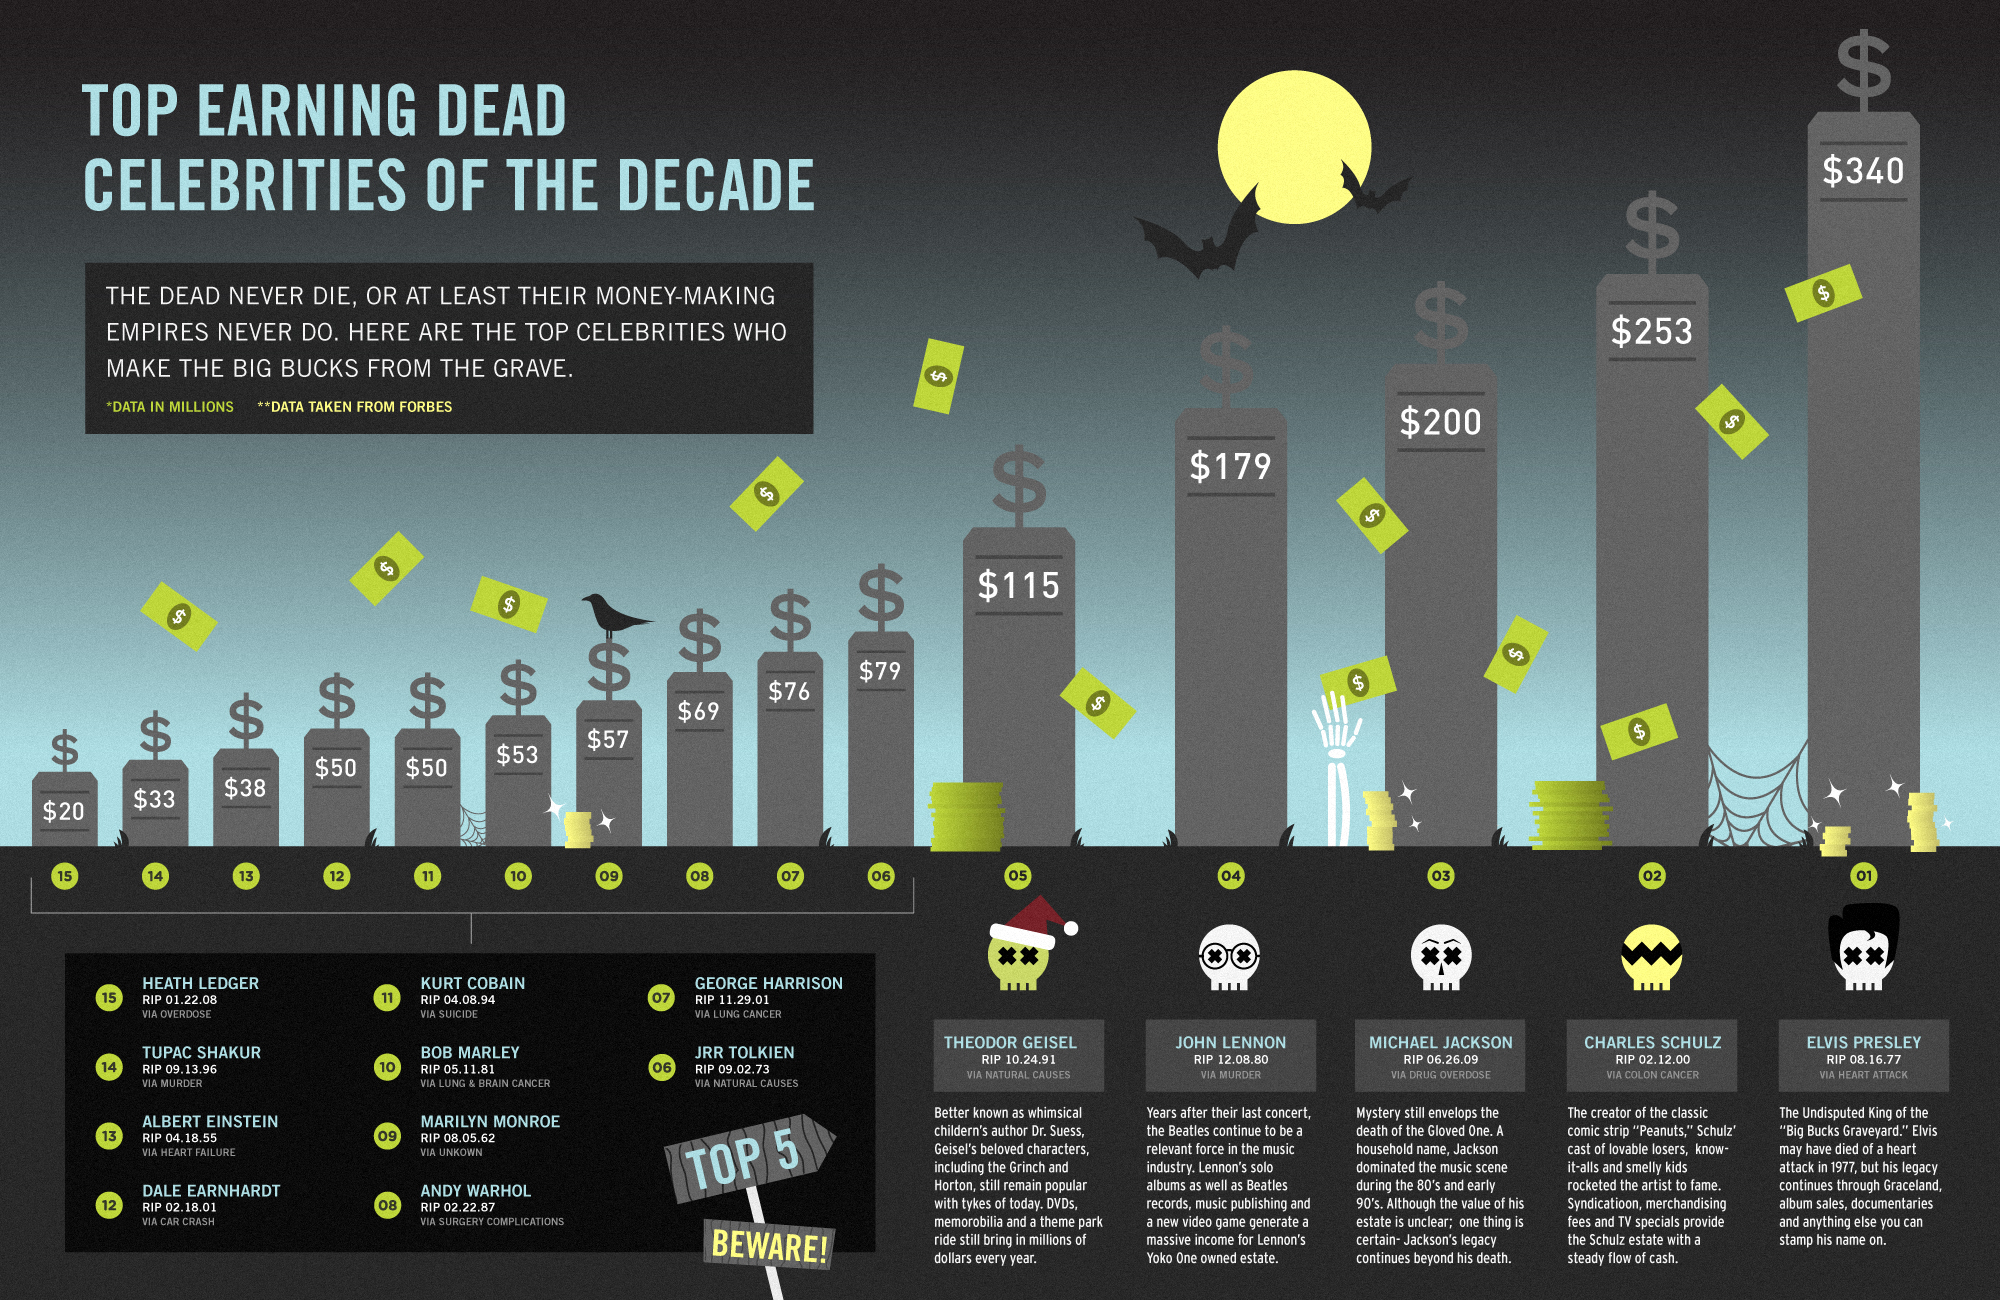 TOP EARNING DEAD
CELEBRITIES OF THE DECADE
THE DEAD NEVER DIE, OR AT LEAST THEIR MONEY-MAKING
EMPIRES NEVER DO. HERE ARE THE TOP CELEBRITIES WHO
MAKE THE BIG BUCKS FROM THE GRAVE.
*DATA IN MILLIONS **DATA TAKEN FROM FORBES
$20
$33
$38
$50
$50
$53
$57
$69
$76
$79
$115
$179
$200
$253
$340
15
14
13
12
11
10
09
08
07
06
05
04
03
02
01
15
HEATH LEDGER
RIP 01.22.08
VIA OVERDOSE
14
TUPAC SHAKUR
RIP 09.13.96
VIA MURDER
13
ALBERT EINSTEIN
RIP 04.18.55
VIA HEART FAILURE
12
DALE EARNHARDT
RIP 02.18.01
VIA CAR CRASH
11
KURT COBAIN
RIP 04.08.94
VIA SUICIDE
10
BOB MARLEY
RIP 05.11.81
VIA LUNG & BRAIN CANCER
09
MARILYN MONROE
RIP 08.05.62
VIA UNKOWN
08
ANDY WARHOL
RIP 02.22.87
VIA SURGERY COMPLICATIONS
07
GEORGE HARRISON
RIP 11.29.01
VIA LUNG CANCER
06
JRR TOLKIEN
RIP 09.02.73
VIA NATURAL CAUSES
TOP 5
BEWARE!
THEODOR GEISEL
RIP 10.24.91
VIA NATURAL CAUSES
Better known as whimsical
childern's author Dr. Suess,
Geisel's beloved characters,
including the Grinch and
Horton, still remain popular
with tykes of today. DVDs,
memorobilia and a theme park
ride still bring in millions of
dollars every year.
JOHN LENNON
RIP 12.08.80
VIA MURDER
Years after their last concert,
the Beatles continue to be a
relevant force in the music
industry. Lennon's solo
albums as well as Beatles
records, music publishing and
a new video game generate a
massive income for Lennon's
Yoko One owned estate.
MICHAEL JACKSON
RIP 06.26.09
VIA DRUG OVERDOSE
Mystery still envelops the
death of the Gloved One. A
household name, Jackson
dominated the music scene
during the 80's and early
90's. Although the value of his
estate is unclear; one thing is
certain- Jackson's legacy
continues beyond his death.
CHARLES SCHULZ
RIP 02.12.00
VIA COLON CANCER
The creator of the classic
comic strip "Peanuts," Schulz'
cast of lovable losers, know-
it-alls and smelly kids
rocketed the artist to fame.
Syndicatioon, merchandising
fees and TV specials provide
the Schulz estate with a
steady flow of cash.
ELVIS PRESLEY
RIP 08.16.77
VIA HEART ATTACK
The Undisputed King of the
"Big Bucks Graveyard." Elvis
may have died of a heart
attack in 1977, but his legacy
continues through Graceland,
album sales, documentaries
and anything else you can
stamp his name on.